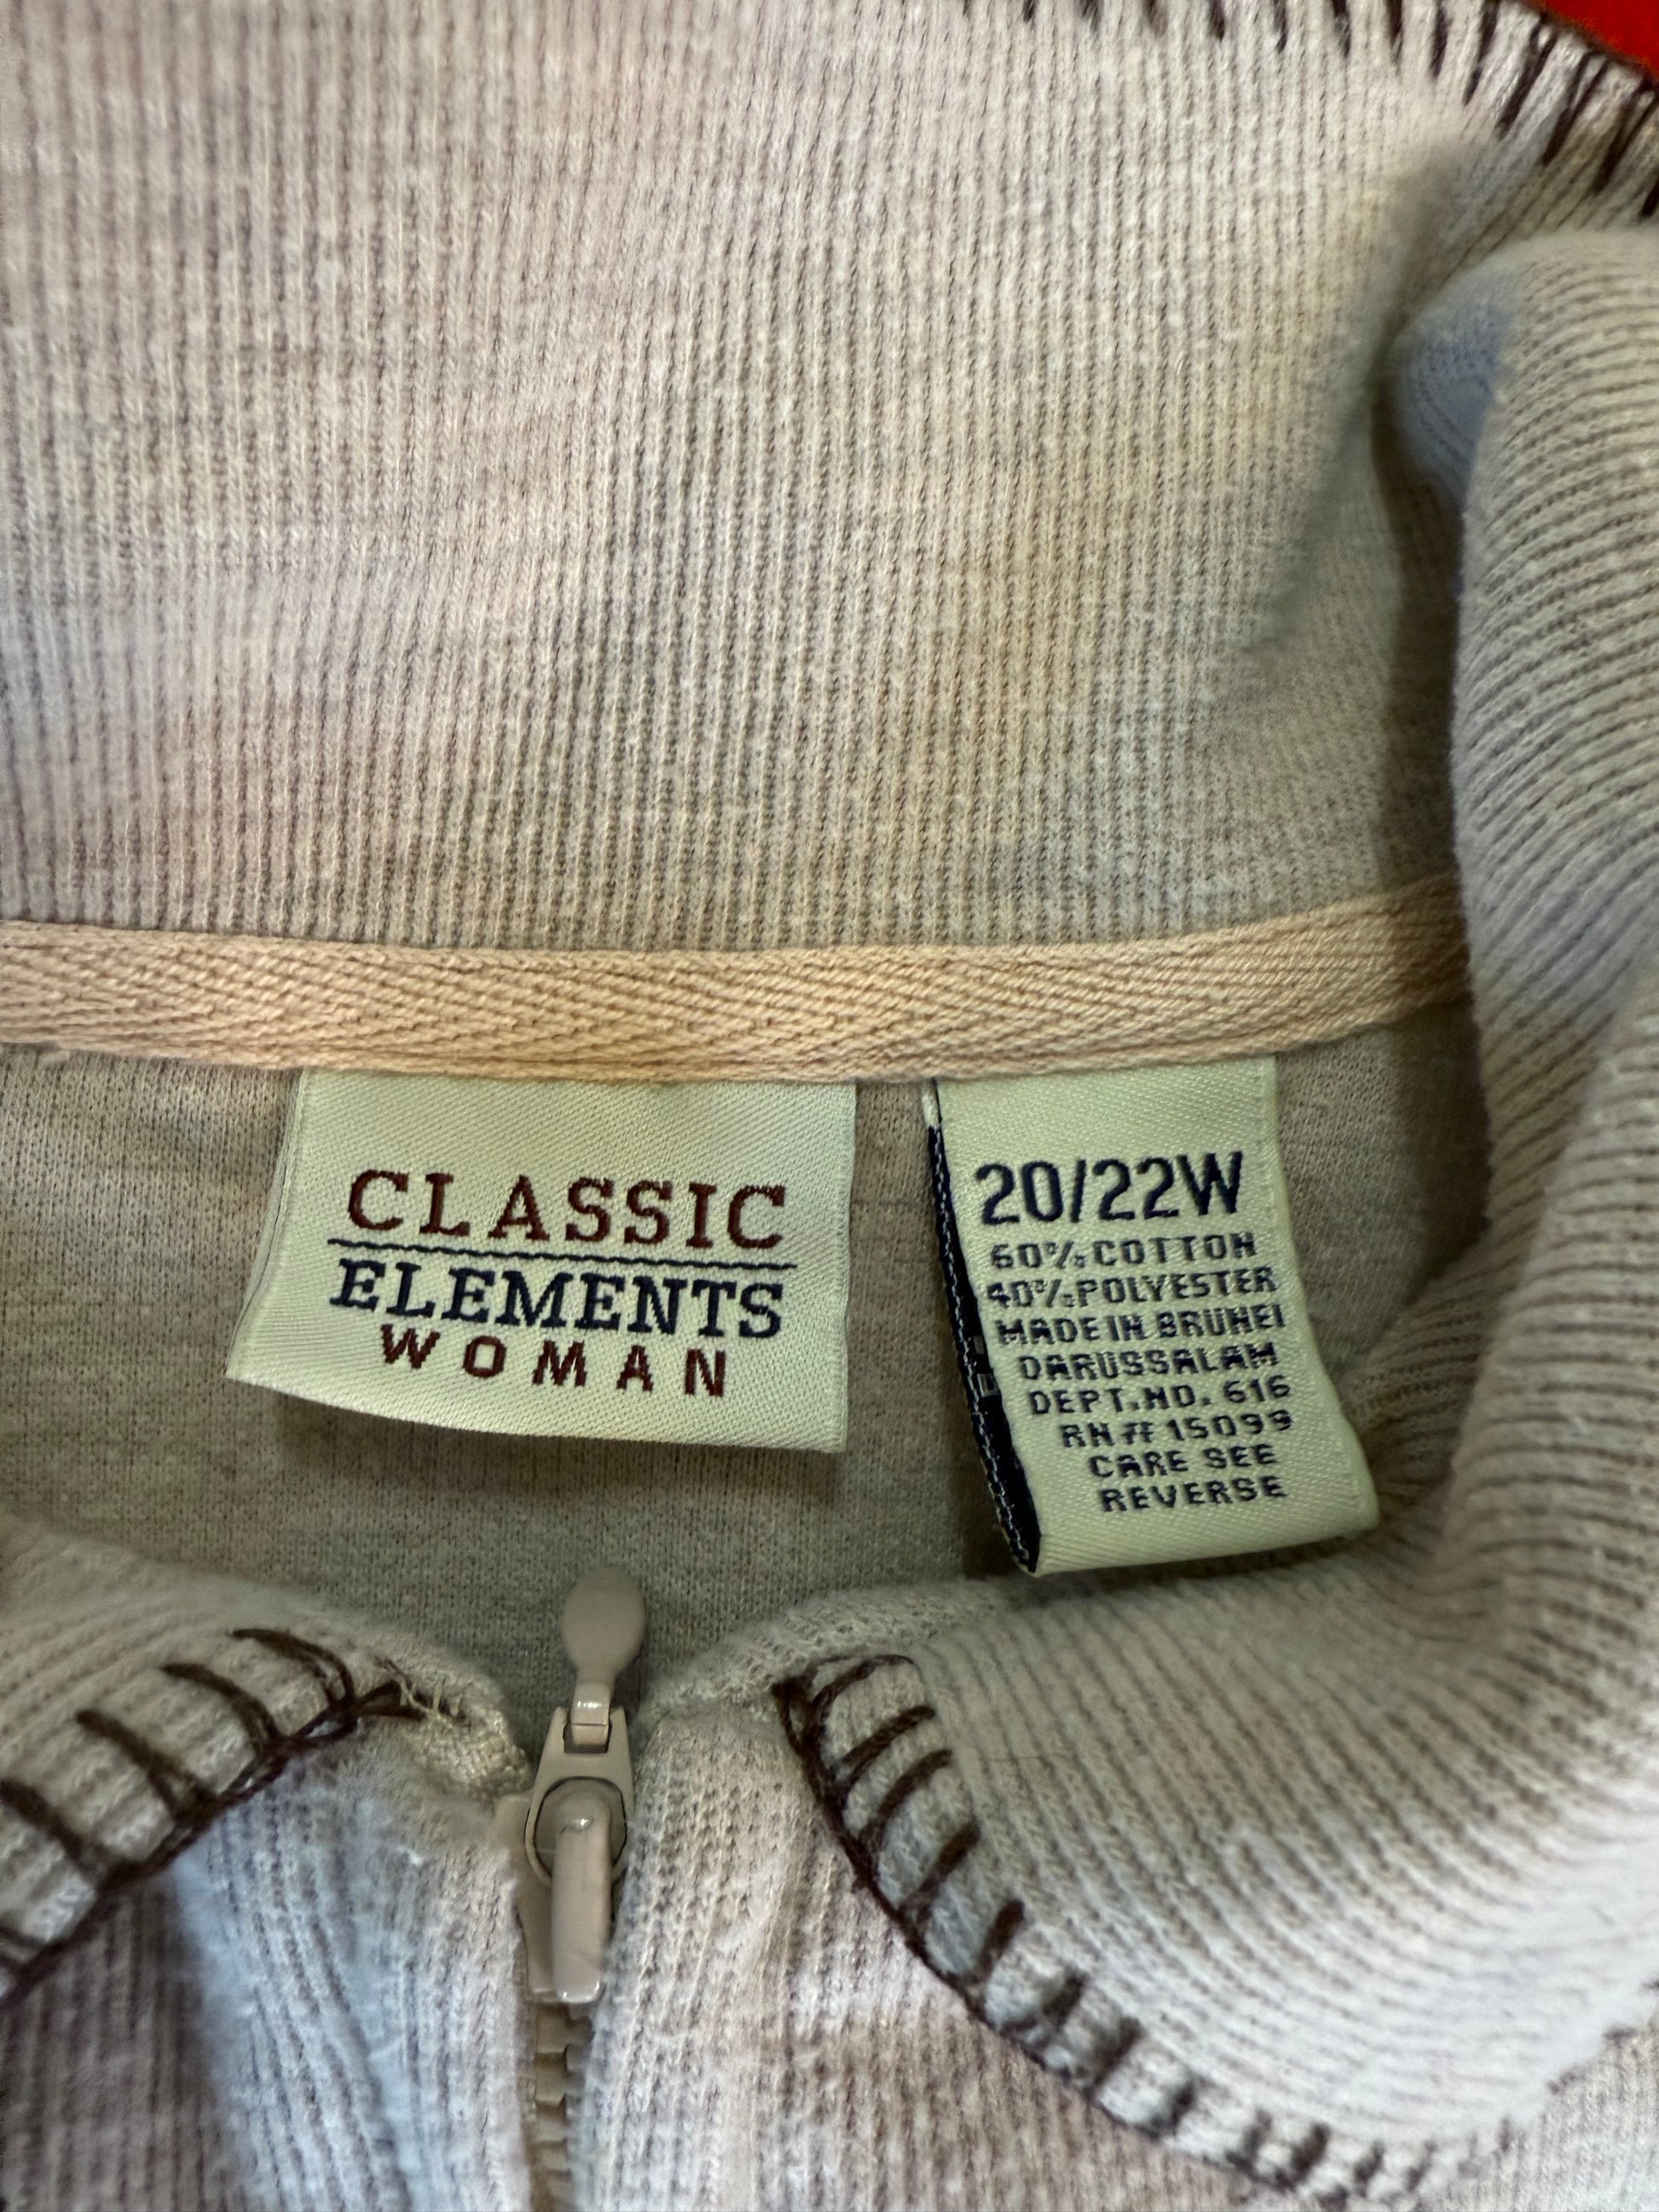 CLASSIC
ELEMENTS
WOMAN
20/22W
60% COTTON
40% POLYESTER
MADE IN BRUNEI
DARUSSALAM
DEPT. NO. 616
RN # 15099
CARE SEE
REVERSE